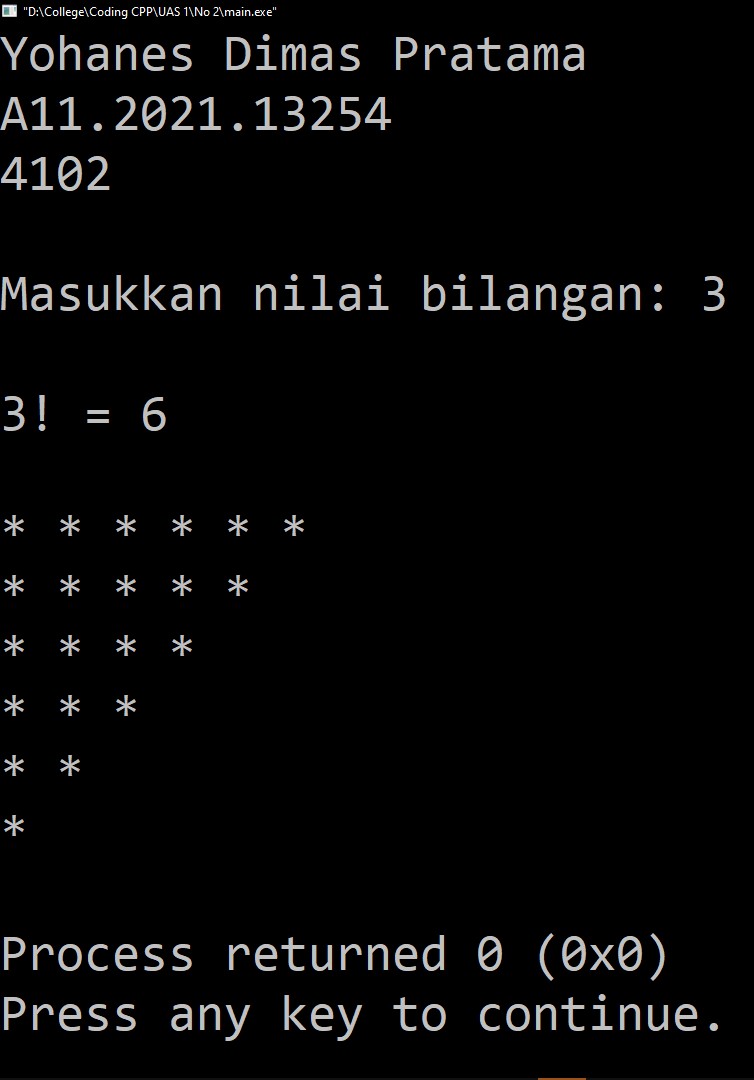 "D:\College\Coding CPP\UAS 1\No 2\main.exe"
Yohanes Dimas Pratama
A11.2021.13254
4102
Masukkan nilai bilangan: 3
3! = 6
* * * * * *
* * * * *
* * * *
* * *
* *
*
Process returned 0 (0x0)
Press any key to continue.